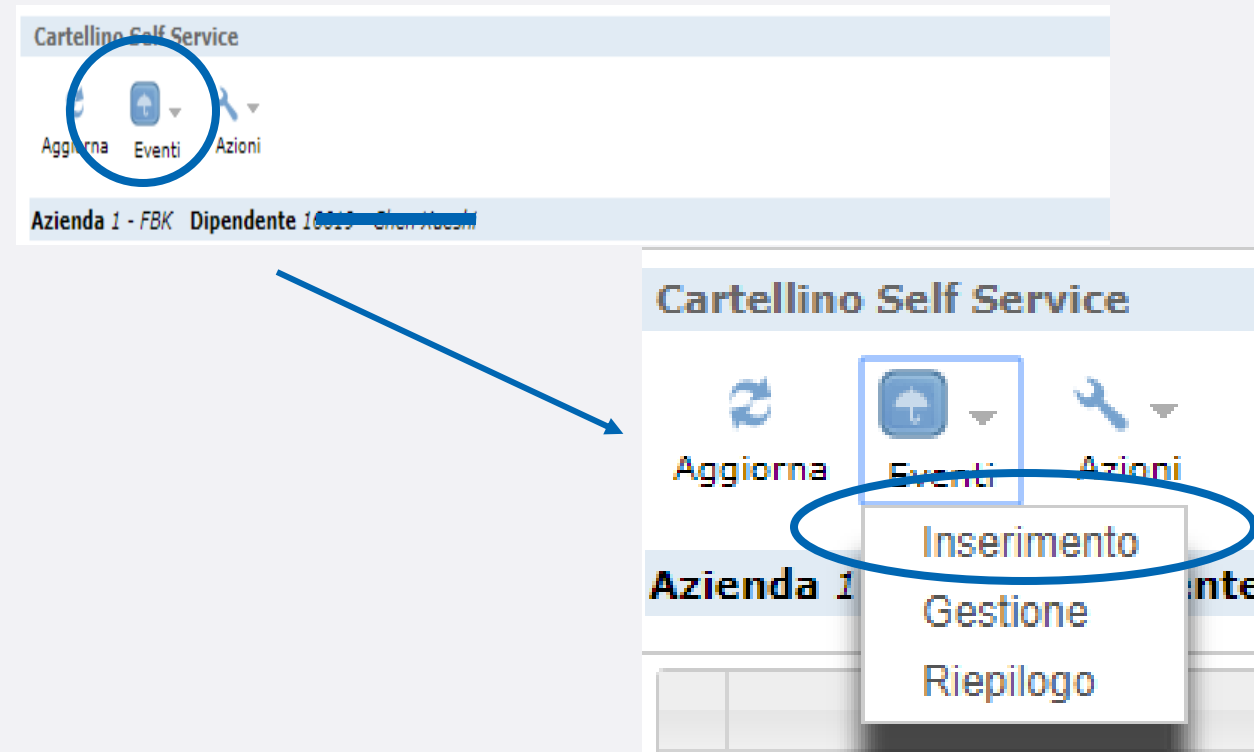 Cartellino Self Service
Aggiorna Eventi Azioni
Azienda 1 - FBK Dipendente
Cartellino Self Service
Aggiorna Eventi Azioni
Inserimento
Azienda 1
Gestione
Riepilogo